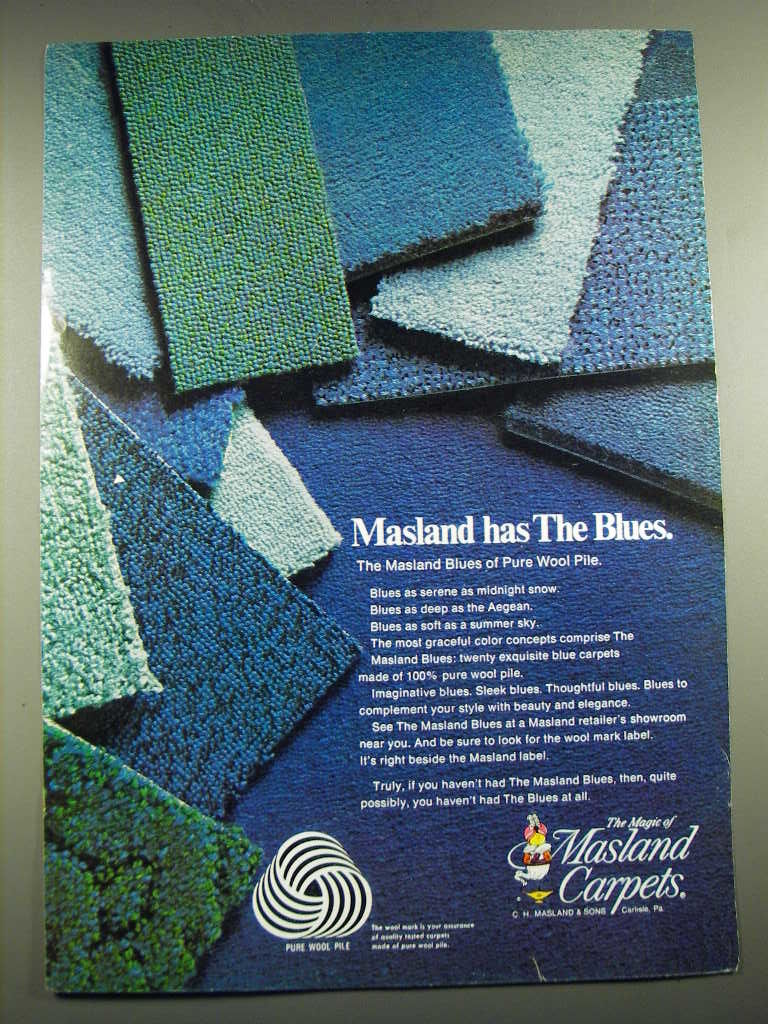 Masland has The Blues.
The Masland Blues of Pure Wool Pile.
Blues as serene as midnight snow.
Blues as deep as the Aegean.
Blues as soft as a summer sky.
The most graceful color concepts comprise The
Masland Blues: twenty exquisite blue carpets
made of 100% pure wool pile.
Imaginative blues. Sleek blues. Thoughtful blues. Blues to
complement your style with beauty and elegance.
See The Masland Blues at a Masland retailer's showroom
near you. And be sure to look for the wool mark label.
It's right beside the Masland label.
Truly, if you haven't had The Masland Blues, then, quite
possibly, you haven't had The Blues at all.
PURE WOOL PILE
The wool mark is your assurance
of quality tested carpets
made of pure wool pile.
The Magic of
Masland
Carpets®
C. H. MASLAND & SONS Carlisle, Pa.